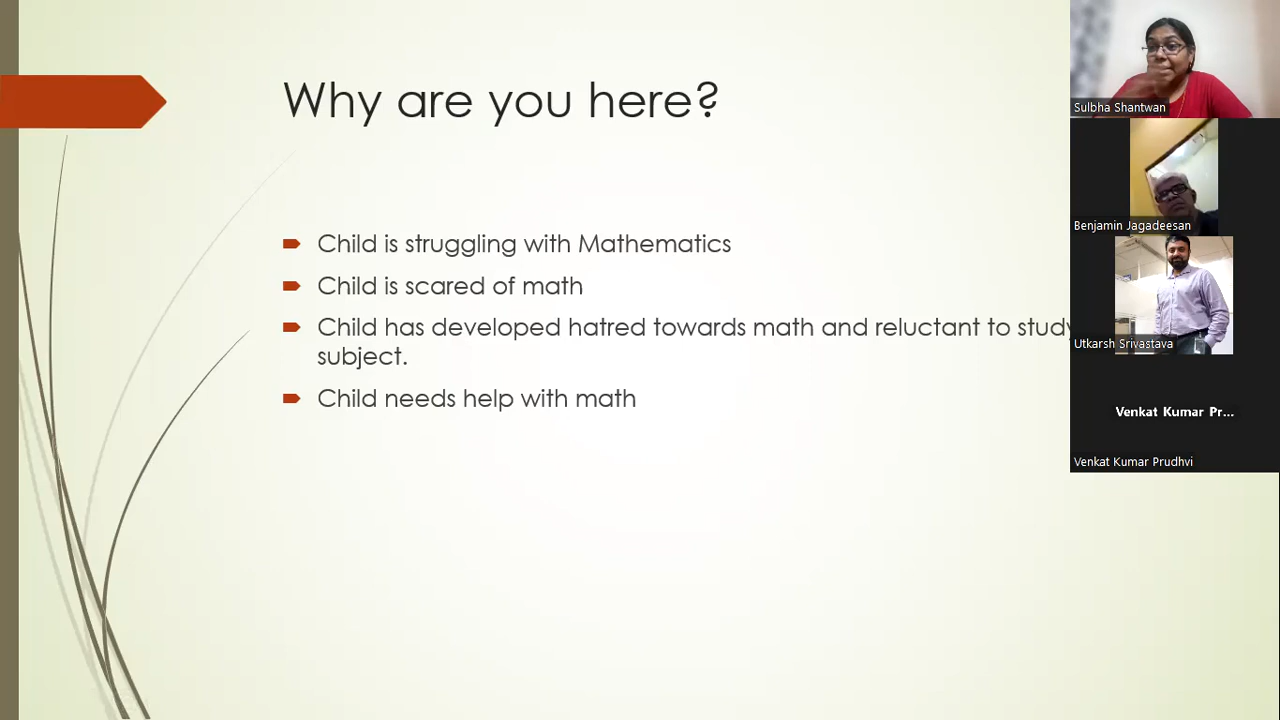 Why are you here?
Child is struggling with Mathematics
Child is scared of math
Child has developed hatred towards math and reluctant to study
subject.
Child needs help with math
Sulbha Shantwan
Benjamin Jagadeesan
Utkarsh Srivastava
Venkat Kumar Pr...
Venkat Kumar Prudhvi